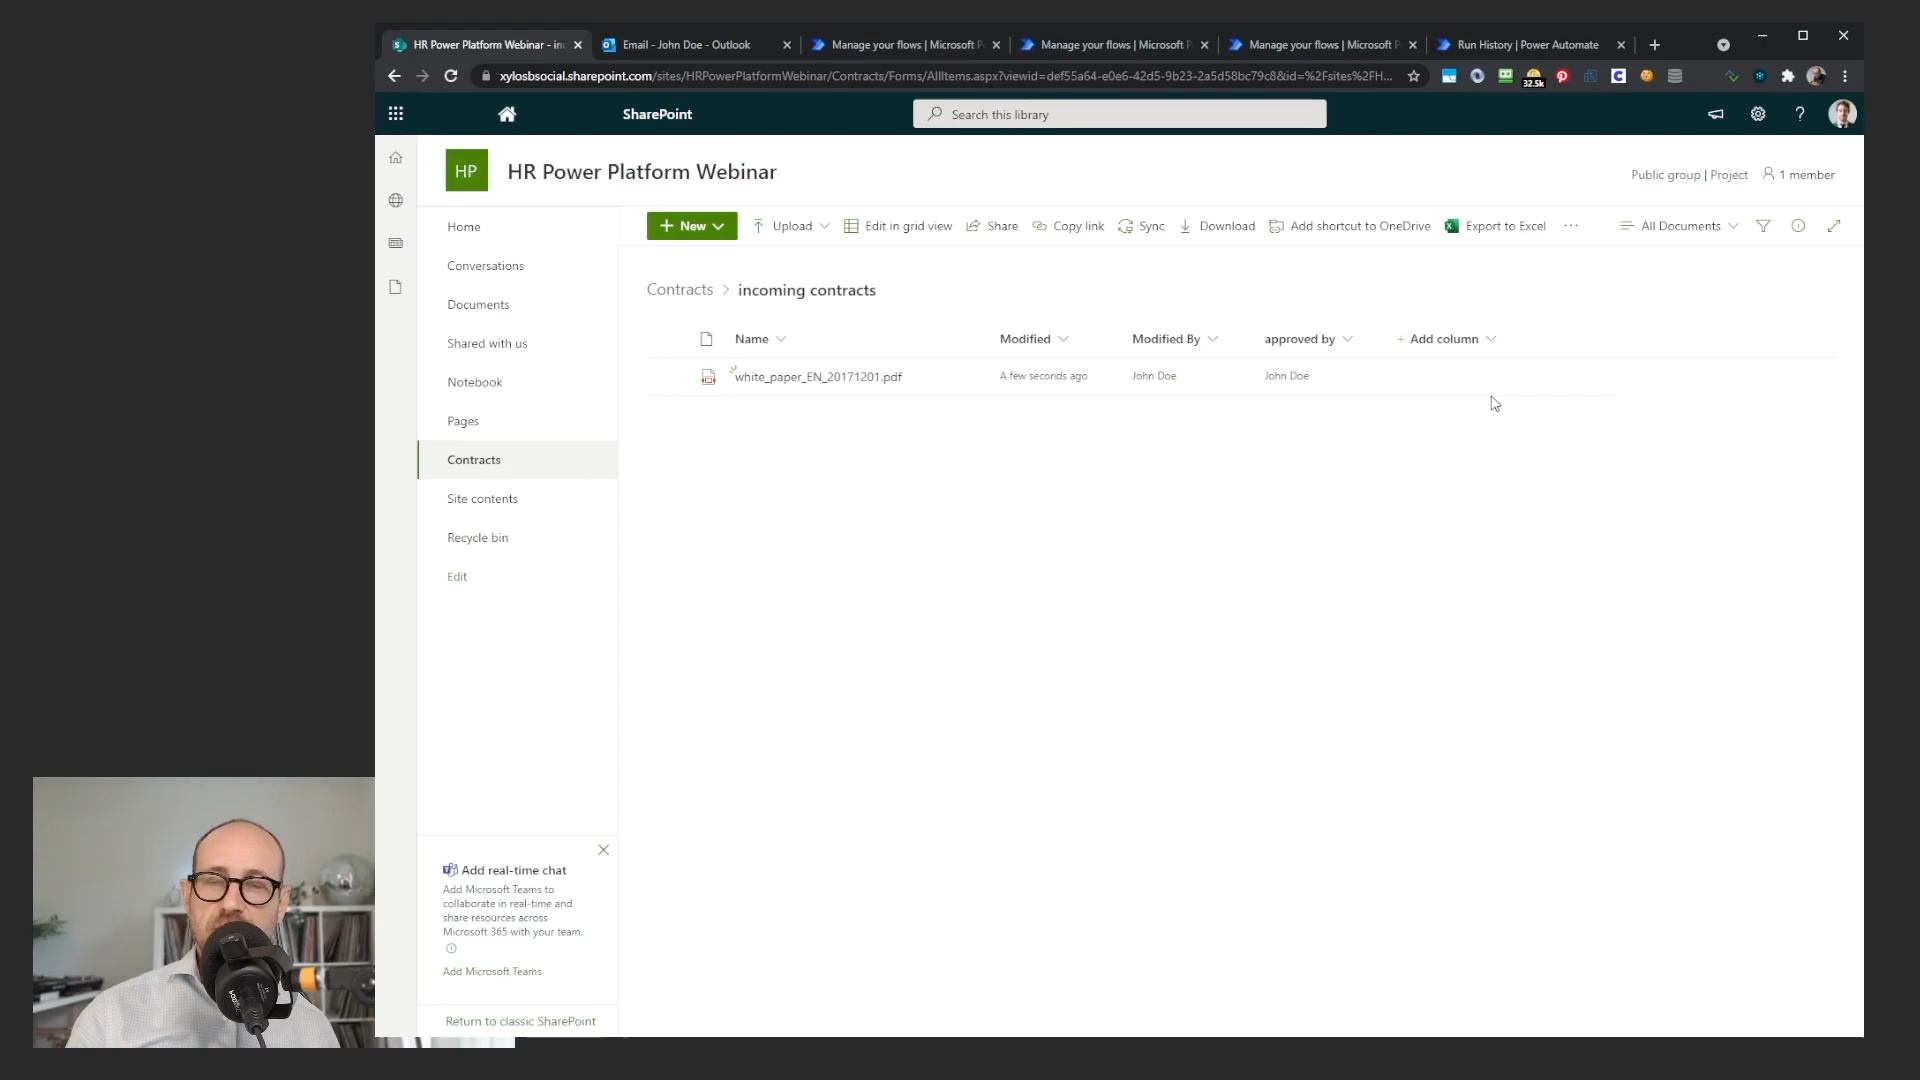 HR Power Platform Webinar - in
Email - John Doe - Outlook
Manage your flows | Microsoft P
Manage your flows | Microsoft P
Manage your flows | Microsoft P
Run History | Power Automate
xylosbsocial.sharepoint.com/sites/HRPowerPlatformWebinar/Contracts/Forms/AllItems.aspx?viewid=def55a64-e0e6-42d5-9b23-2a5d58bc79c8&id=%2Fsites%2FH...
32.5k
SharePoint
Search this library
HP
HR Power Platform Webinar
Public group | Project
1 member
Home
Conversations
Documents
Shared with us
Notebook
Pages
Contracts
Site contents
Recycle bin
Edit
+ New
Upload
Edit in grid view
Share
Copy link
Sync
Download
Add shortcut to OneDrive
Export to Excel
...
All Documents
Contracts > incoming contracts
Name
Modified
Modified By
approved by
+ Add column
white_paper_EN_20171201.pdf
A few seconds ago
John Doe
John Doe
Add real-time chat
Add Microsoft Teams to
collaborate in real-time and
share resources across
Microsoft 365 with your team.
Add Microsoft Teams
Return to classic SharePoint